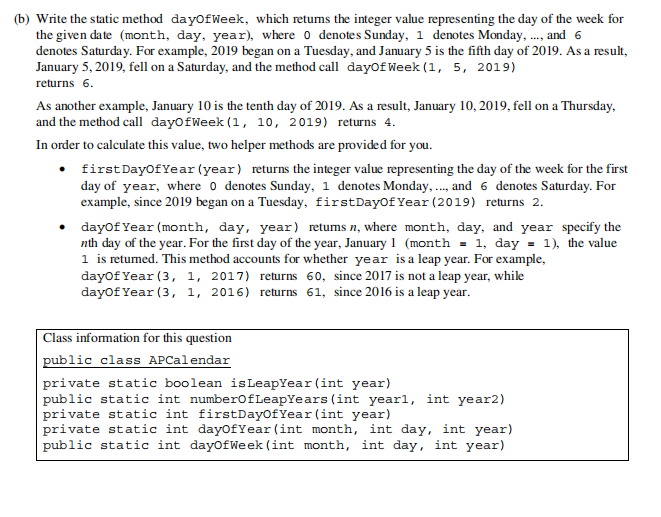 (b) Write the static method dayOfWeek, which returns the integer value representing the day of the week for
the given date (month, day, year), where 0 denotes Sunday, 1 denotes Monday, ..., and 6
denotes Saturday. For example, 2019 began on a Tuesday, and January 5 is the fifth day of 2019. As a result,
January 5, 2019, fell on a Saturday, and the method call dayOfWeek(1, 5, 2019)
returns 6.
As another example, January 10 is the tenth day of 2019. As a result, January 10, 2019, fell on a Thursday,
and the method call dayOfWeek(1, 10, 2019) returns 4.
In order to calculate this value, two helper methods are provided for you.
• firstDayOfYear(year) returns the integer value representing the day of the week for the first
day of year, where 0 denotes Sunday, 1 denotes Monday, ..., and 6 denotes Saturday. For
example, since 2019 began on a Tuesday, firstDayOfYear(2019) returns 2.
• dayOfYear(month, day, year) returns n, where month, day, and year specify the
nth day of the year. For the first day of the year, January 1 (month = 1, day = 1), the value
1 is returned. This method accounts for whether year is a leap year. For example,
dayOfYear(3, 1, 2017) returns 60, since 2017 is not a leap year, while
dayOfYear(3, 1, 2016) returns 61, since 2016 is a leap year.
Class information for this question
public class APCalendar
private static boolean isLeapYear(int year)
public static int numberOfLeapYears(int year1, int year2)
private static int firstDayOfYear(int year)
private static int dayOfYear(int month, int day, int year)
public static int dayOfWeek(int month, int day, int year)